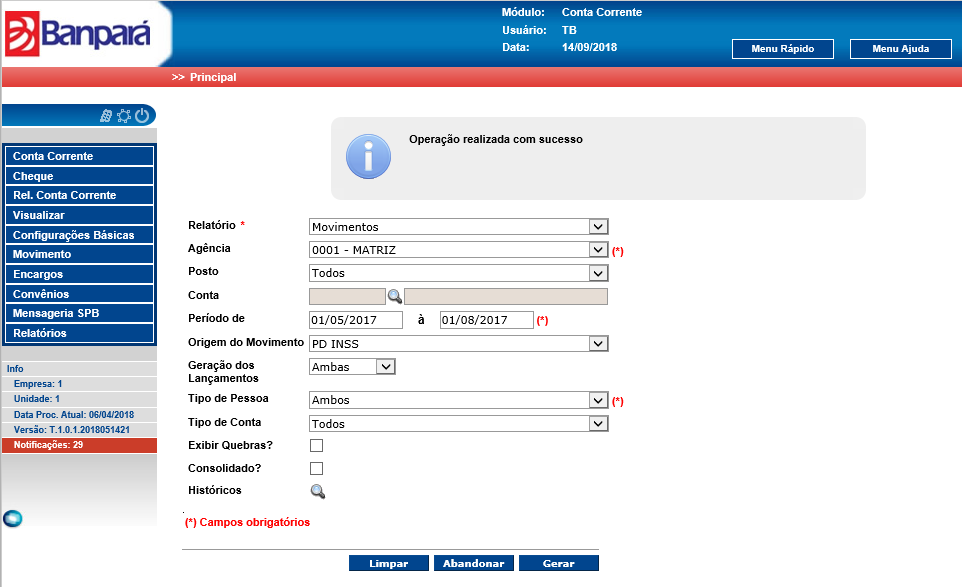 Banpará
Módulo: Conta Corrente
Usuário: TB
Data: 14/09/2018
Menu Rápido
Menu Ajuda
>> Principal
Conta Corrente
Cheque
Rel. Conta Corrente
Visualizar
Configurações Básicas
Movimento
Encargos
Convênios
Mensageria SPB
Relatórios
Info
Empresa: 1
Unidade: 1
Data Proc. Atual: 06/04/2018
Versão: T.1.0.1.2018051421
Notificações: 29
Operação realizada com sucesso
Relatório * Movimentos
Agência 0001 - MATRIZ (*)
Posto Todos
Conta
Período de 01/05/2017 à 01/08/2017 (*)
Origem do Movimento PD INSS
Geração dos
Lançamentos Ambas
Tipo de Pessoa Ambos (*)
Tipo de Conta Todos
Exibir Quebras?
Consolidado?
Históricos
.
(*) Campos obrigatórios
Limpar Abandonar Gerar